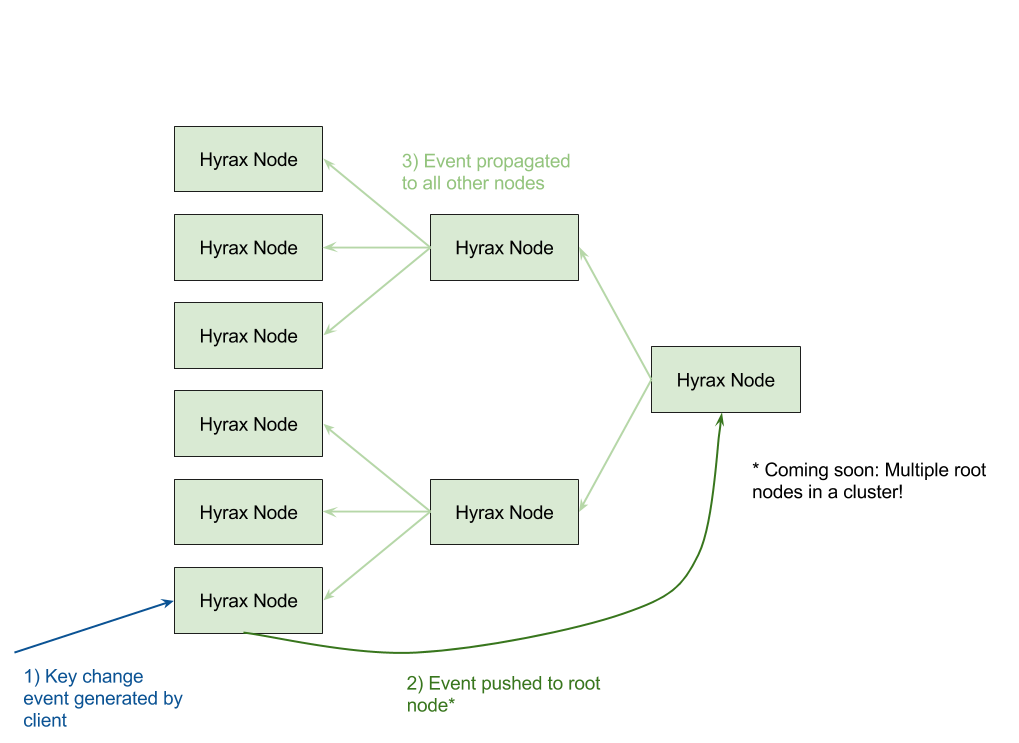 Hyrax Node
3) Event propagated
to all other nodes
Hyrax Node
Hyrax Node
Hyrax Node
Hyrax Node
Hyrax Node
* Coming soon: Multiple root
nodes in a cluster!
Hyrax Node
Hyrax Node
Hyrax Node
1) Key change
event generated by
client
2) Event pushed to root
node*